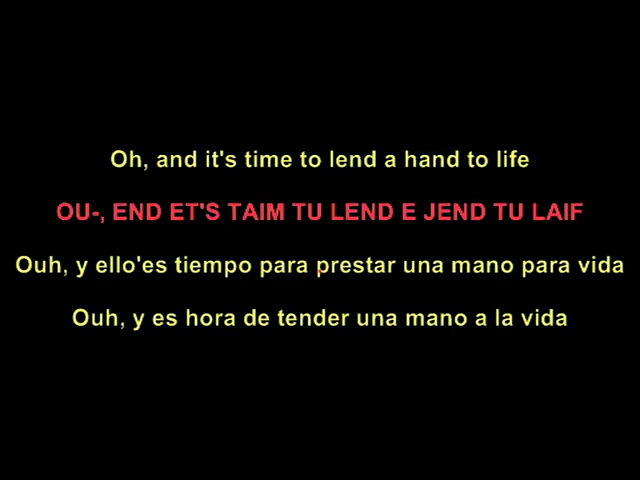 Oh, and it's time to lend a hand to life
OU-, END ET'S TAIM TU LEND E JEND TU LAIF
Ouh, y ello'es tiempo para prestar una mano para vida
Ouh, y es hora de tender una mano a la vida